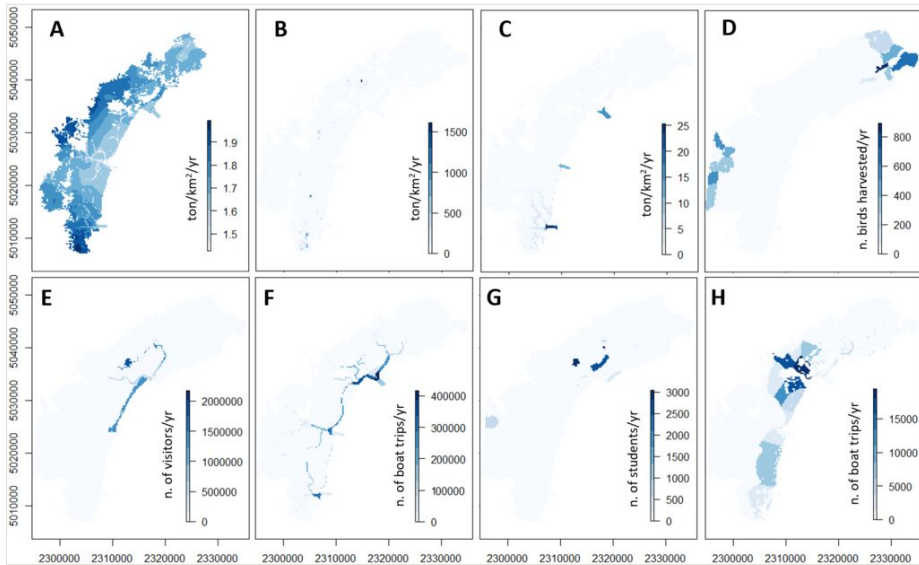 A
B
C
D
5050000
5040000
5030000
5020000
5010000
1.9
1.8
1.7
1.6
1.5
ton/km²/yr
1500
1000
500
0
ton/km²/yr
25
20
15
10
5
0
ton/km²/yr
800
600
400
200
0
n. birds harvested/yr
E
F
G
H
5050000
5040000
5030000
5020000
5010000
2000000
1500000
1000000
500000
0
n. of visitors/yr
400000
300000
200000
100000
0
n. of boat trips/yr
3000
2500
2000
1500
1000
500
0
n. of students/yr
15000
10000
5000
0
n. of boat trips/yr
2300000 2310000 2320000 2330000
2300000 2310000 2320000 2330000
2300000 2310000 2320000 2330000
2300000 2310000 2320000 2330000